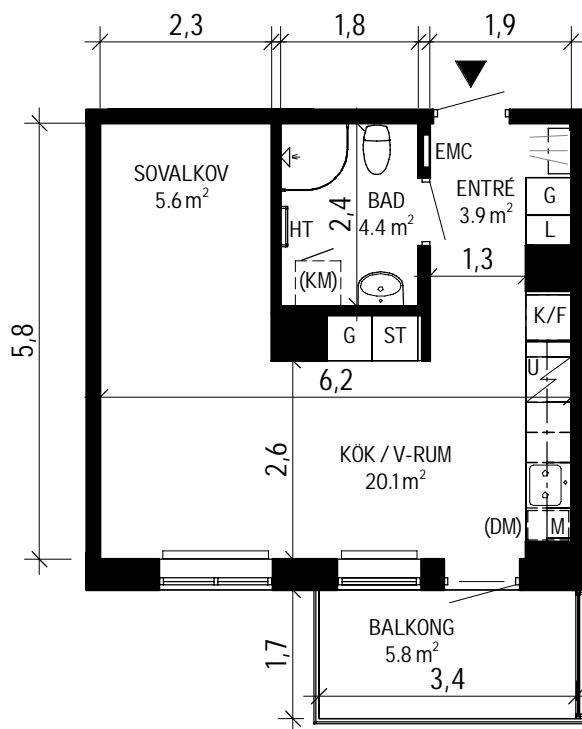 2,3
1,8
1,9
EMC
SOVALKOV
5.6 m²
BAD
4.4 m²
ENTRÉ
3.9 m²
G
L
2,4
HT
(KM)
1,3
5,8
G
ST
K/F
U
6,2
2,6
KÖK / V-RUM
20.1 m²
(DM)
M
BALKONG
5.8 m²
1,7
3,4